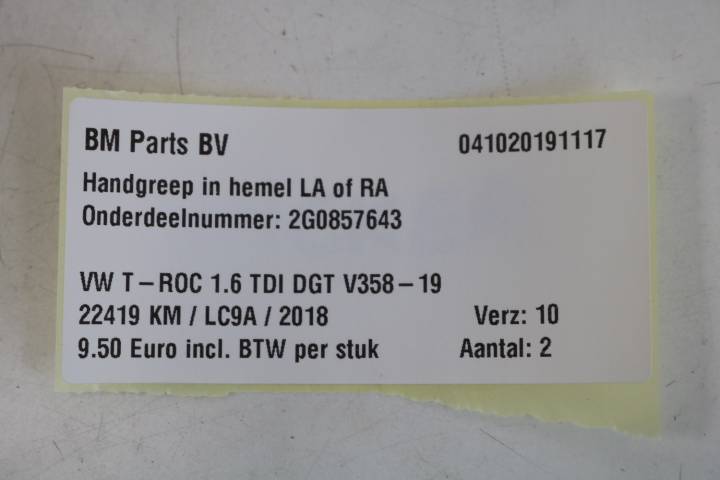 BM Parts BV 041020191117
Handgreep in hemel LA of RA
Onderdeelnummer: 2G0857643
VW T-ROC 1.6 TDI DGT V358-19
22419 KM / LC9A / 2018 Verz: 10
9.50 Euro incl. BTW per stuk Aantal: 2